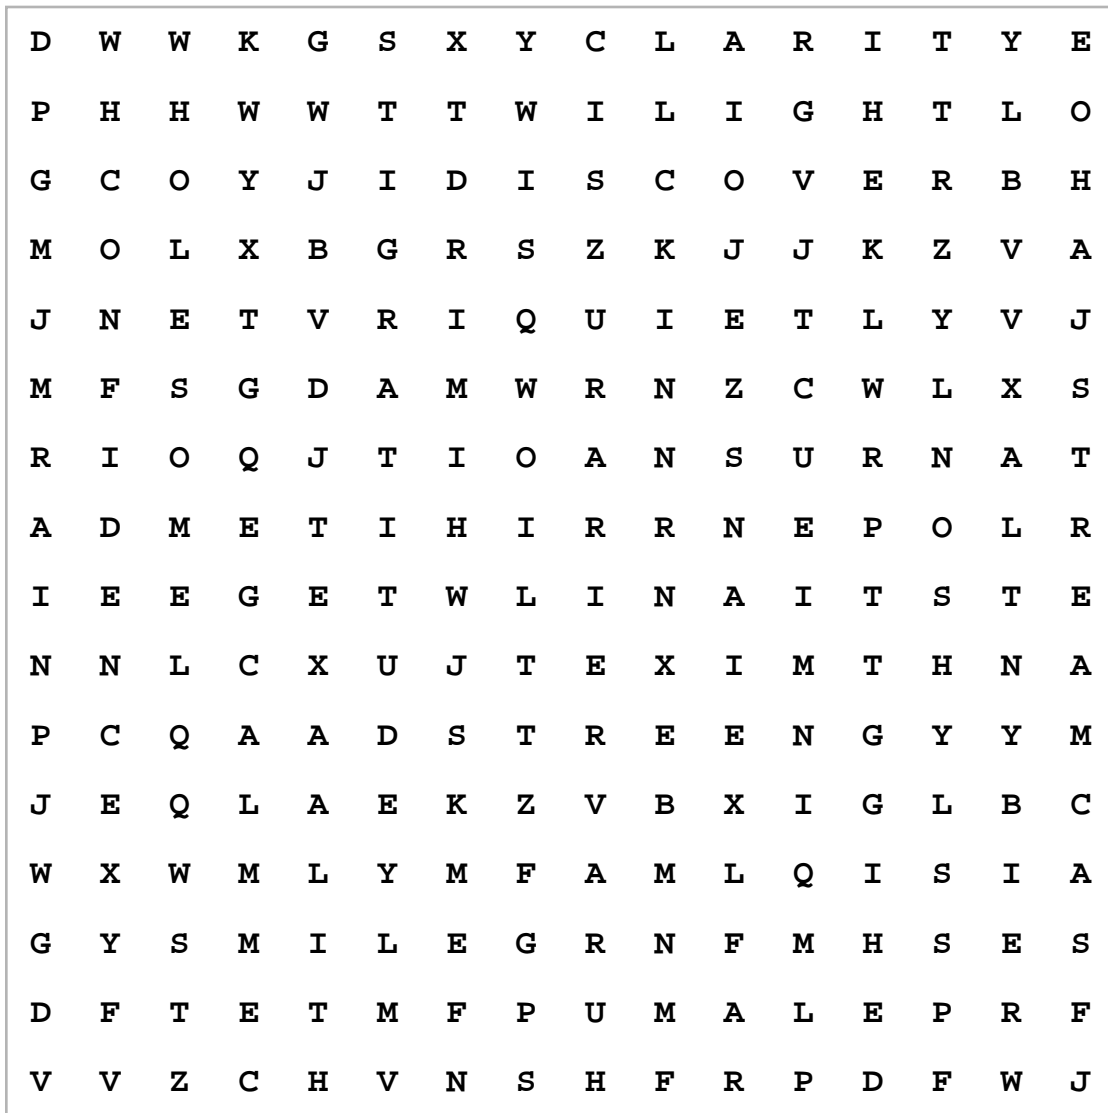 D W W K G S X Y C L A R I T Y E
P H H W W T T W I L I G H T L O
G C O Y J I D I S C O V E R B H
M O L X B G R S Z K J J K Z V A
J N E T V R I Q U I E T L Y V J
M F S G D A M W R N Z C W L X S
R I O Q J T I O A N S U R N A T
A D M E T I H I R R N E P O L R
I E E G E T W L I N A I T S T E
N N L C X U J T E X I M T H N A
P C Q A A D S T R E E N G Y Y M
J E Q L A E K Z V B X I G L B C
W X W M L Y M F A M L Q I S I A
G Y S M I L E G R N F M H S E S
D F T E T M F P U M A L E P R F
V V Z C H V N S H F R P D F W J